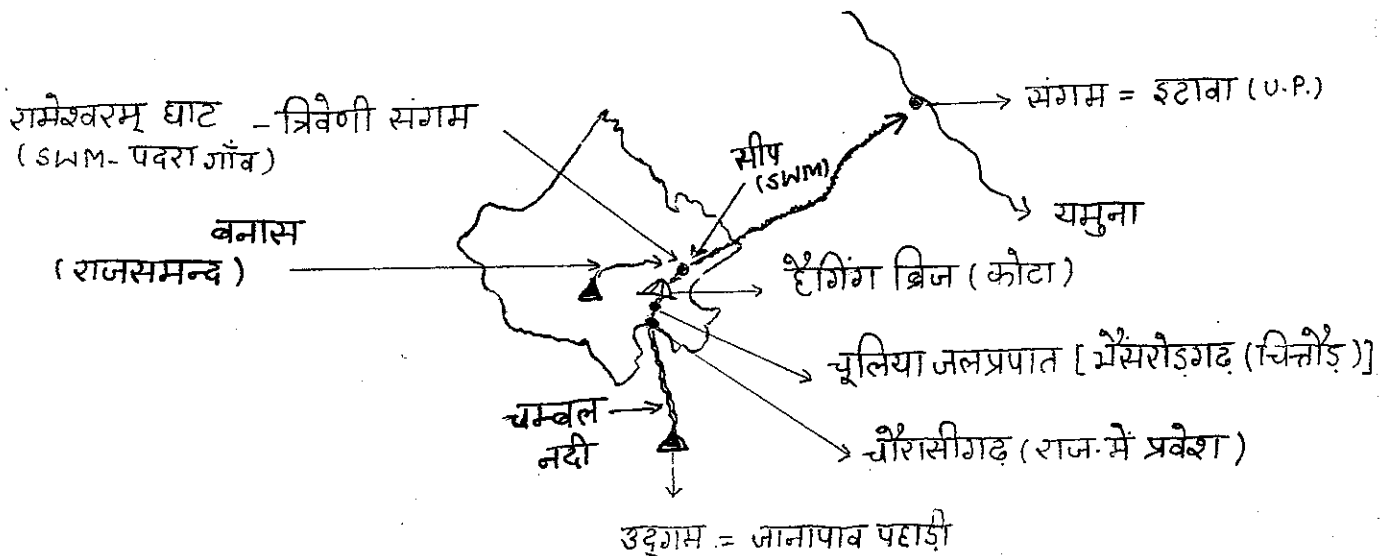 रामेश्वरम् घाट - त्रिवेणी संगम
(SWM- पदरा गाँव)
सीप
(SWM)
संगम = इटावा (U.P.)
यमुना
बनास
(राजसमन्द)
हैगिंग ब्रिज (कोटा)
चूलिया जलप्रपात [भैंसरोड़गढ़ (चित्तौड़)]
चम्बल
नदी
चौरासीगढ़ (राज. में प्रवेश)
उद्‌गम = जानापाव पहाड़ी